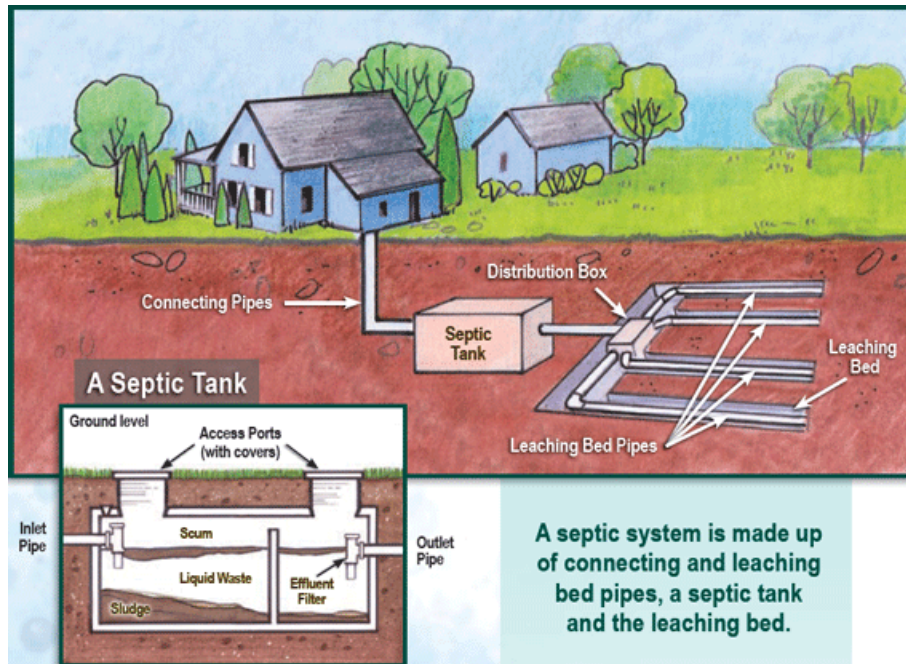 Connecting Pipes
Septic
Tank
Distribution Box
Leaching
Bed
Leaching Bed Pipes
A Septic Tank
Ground level
Access Ports
(with covers)
Inlet
Pipe
Scum
Liquid Waste
Sludge
Effluent
Filter
Outlet
Pipe
A septic system is made up
of connecting and leaching
bed pipes, a septic tank
and the leaching bed.